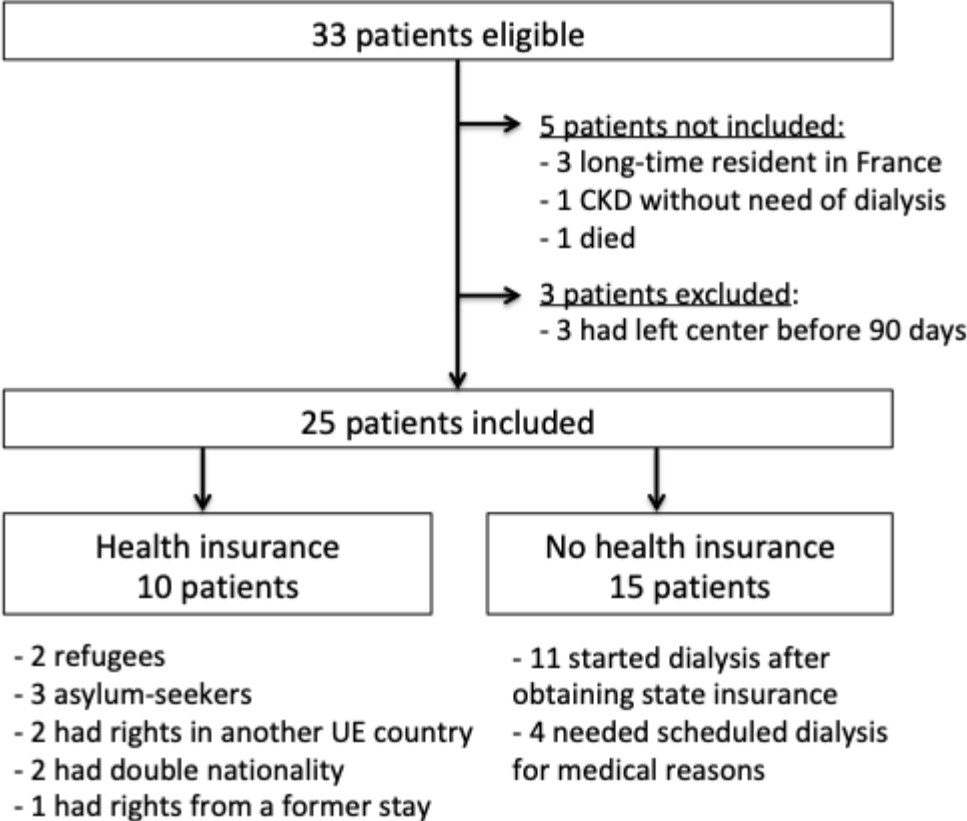 33 patients eligible
5 patients not included:
- 3 long-time resident in France
- 1 CKD without need of dialysis
- 1 died
3 patients excluded:
- 3 had left center before 90 days
25 patients included
Health insurance
10 patients
- 2 refugees
- 3 asylum-seekers
- 2 had rights in another UE country
- 2 had double nationality
- 1 had rights from a former stay
No health insurance
15 patients
- 11 started dialysis after
obtaining state insurance
- 4 needed scheduled dialysis
for medical reasons